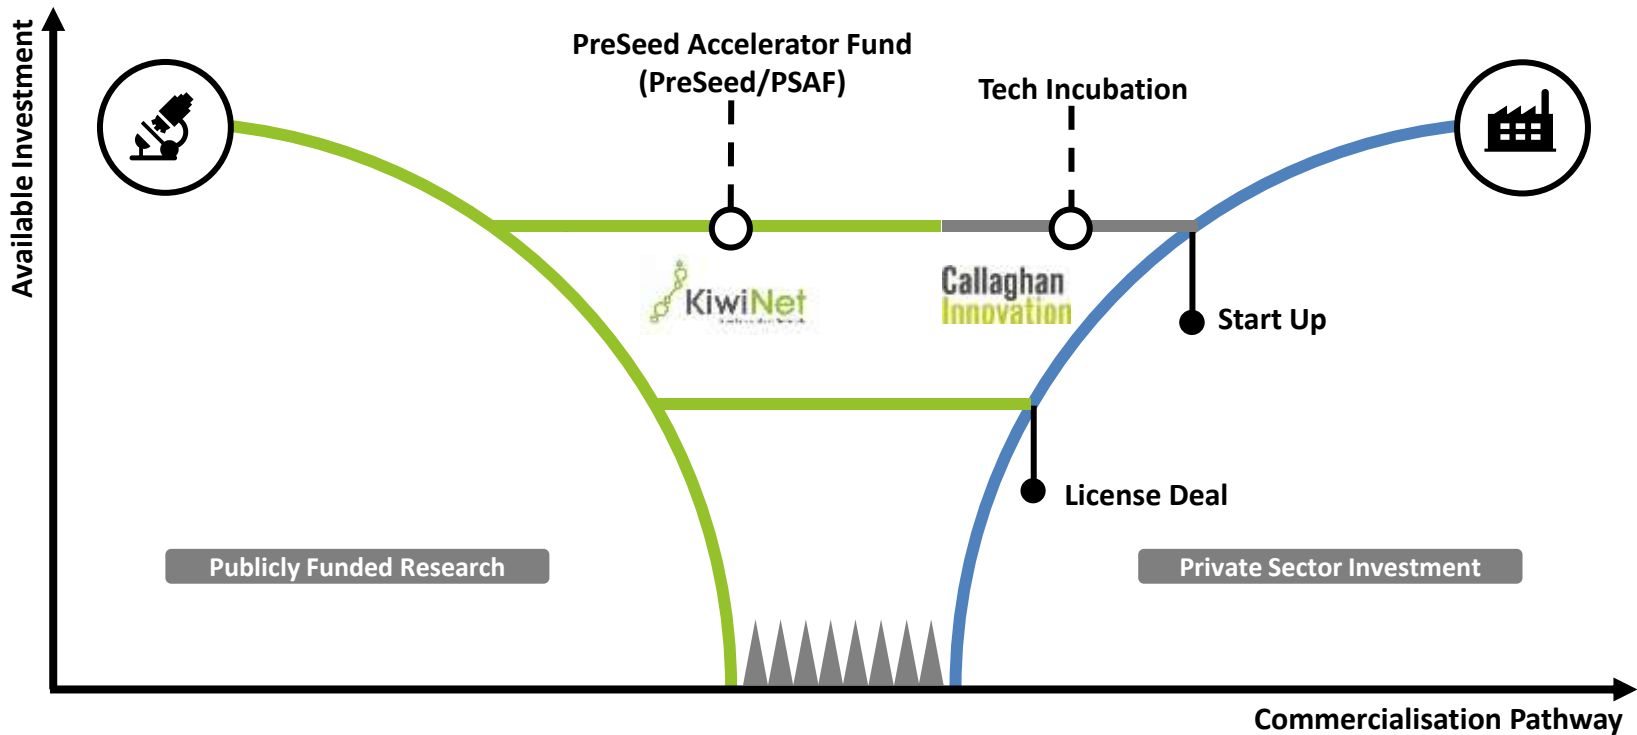 Available Investment
PreSeed Accelerator Fund
(PreSeed/PSAF)
Tech Incubation
KiwiNet
Callaghan
Innovation
Start Up
License Deal
Publicly Funded Research
Private Sector Investment
Commercialisation Pathway